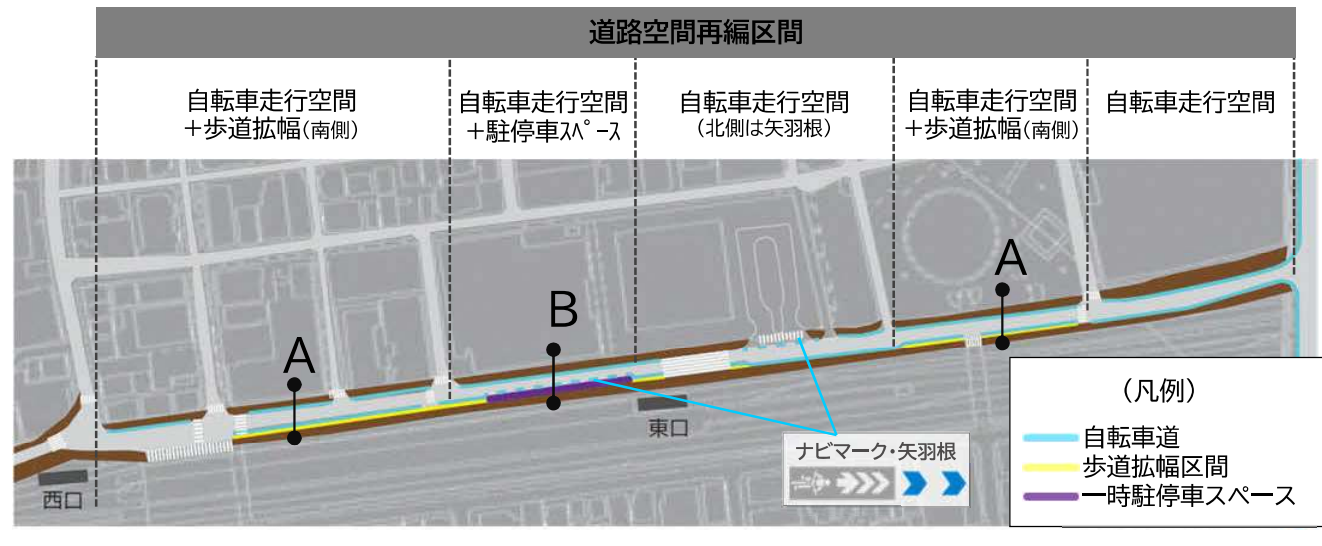 道路空間再編区間
自転車走行空間
+歩道拡幅(南側)
自転車走行空間
+駐停車ｽﾍﾟｰｽ
自転車走行空間
(北側は矢羽根)
自転車走行空間
+歩道拡幅(南側)
自転車走行空間
A
B
A
東口
西口
ナビマーク・矢羽根
(凡例)
自転車道
歩道拡幅区間
一時駐停車スペース